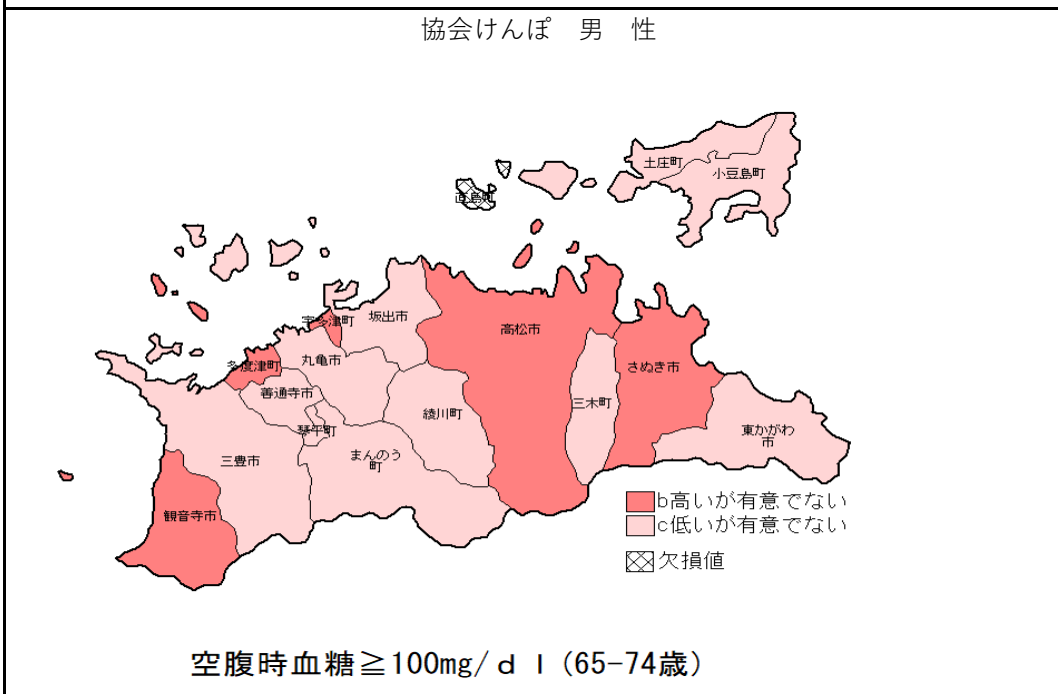 協会けんぽ 男 性
土庄町
小豆島町
直島町
宇多津町
坂出市
高松市
多度津町
丸亀市
さぬき市
善通寺市
綾川町
三木町
琴平町
東かがわ
市
まんのう
町
三豊市
観音寺市
b高いが有意でない
c低いが有意でない
欠損値
空腹時血糖≧100mg/ｄｌ(65-74歳)